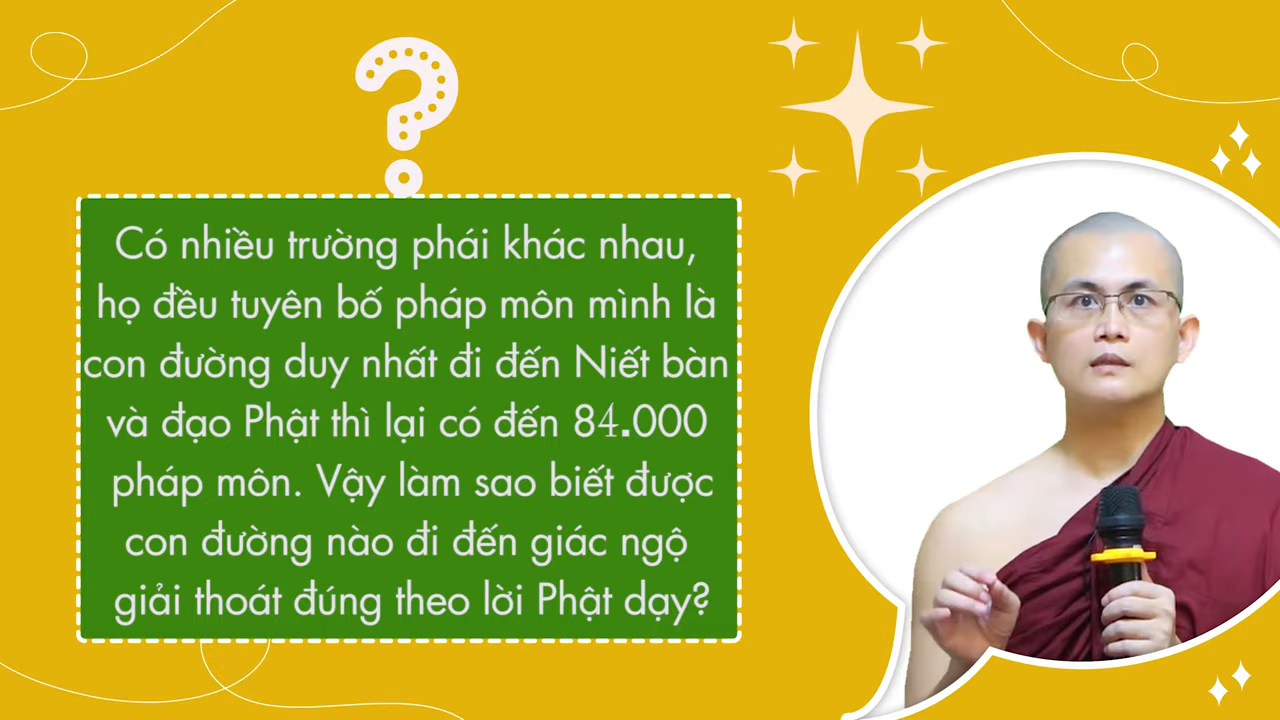 Có nhiều trường phái khác nhau,
họ đều tuyên bố pháp môn mình là
con đường duy nhất đi đến Niết bàn
và đạo Phật thì lại có đến 84.000
pháp môn. Vậy làm sao biết được
con đường nào đi đến giác ngộ
giải thoát đúng theo lời Phật dạy?